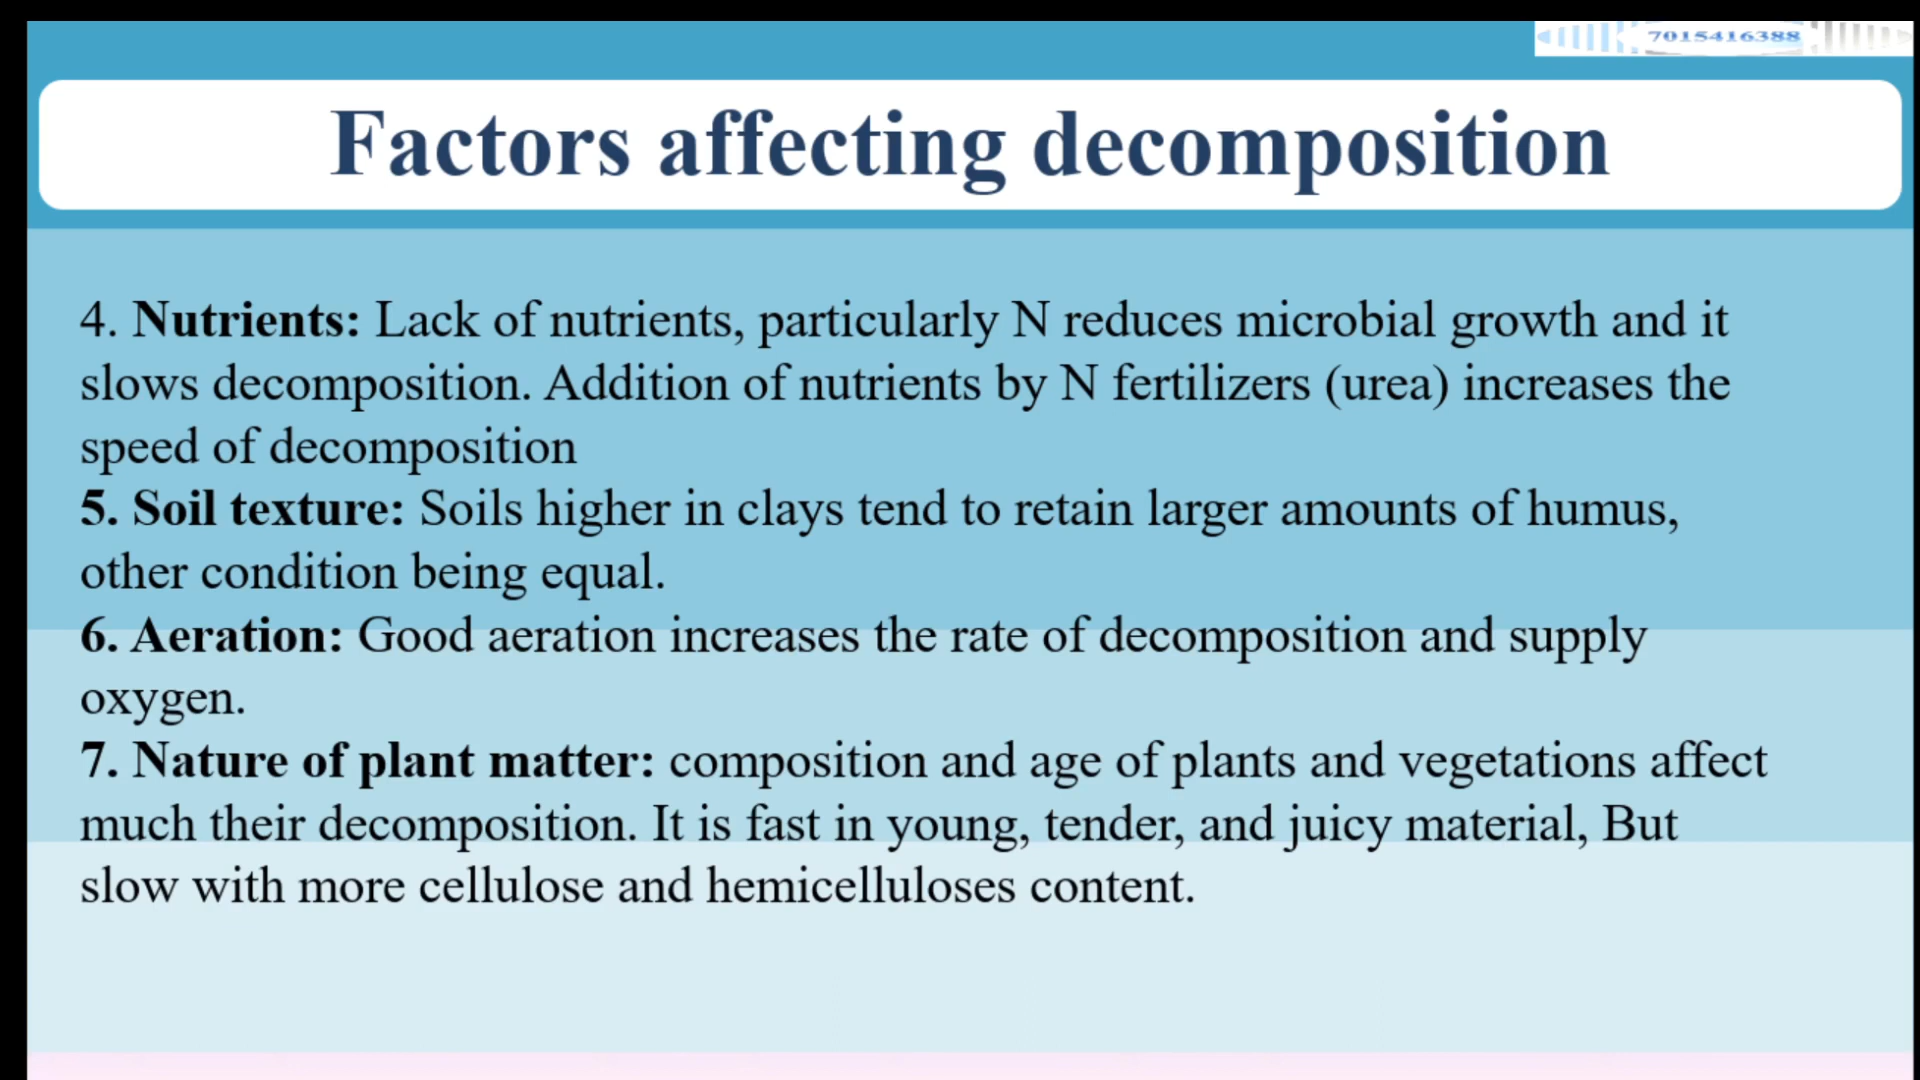 7015416388
Factors affecting decomposition
4. Nutrients: Lack of nutrients, particularly N reduces microbial growth and it
slows decomposition. Addition of nutrients by N fertilizers (urea) increases the
speed of decomposition
5. Soil texture: Soils higher in clays tend to retain larger amounts of humus,
other condition being equal.
6. Aeration: Good aeration increases the rate of decomposition and supply
oxygen.
7. Nature of plant matter: composition and age of plants and vegetations affect
much their decomposition. It is fast in young, tender, and juicy material, But
slow with more cellulose and hemicelluloses content.